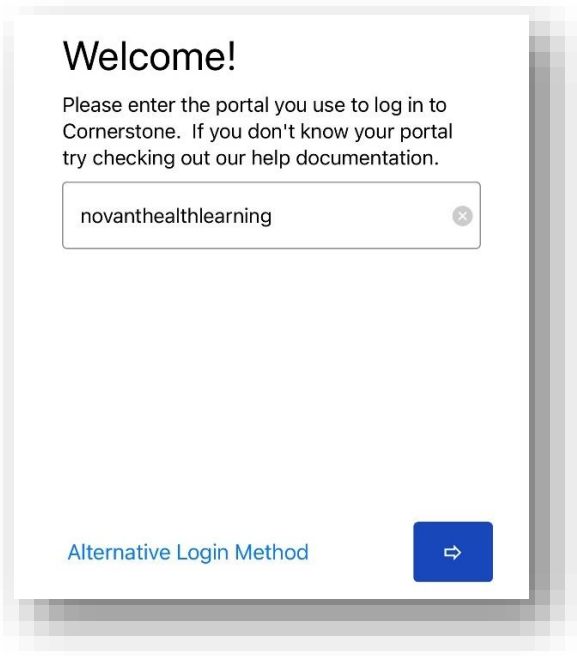 Welcome!
Please enter the portal you use to log in to
Cornerstone.  If you don't know your portal
try checking out our help documentation.
novanthealthlearning
Alternative Login Method